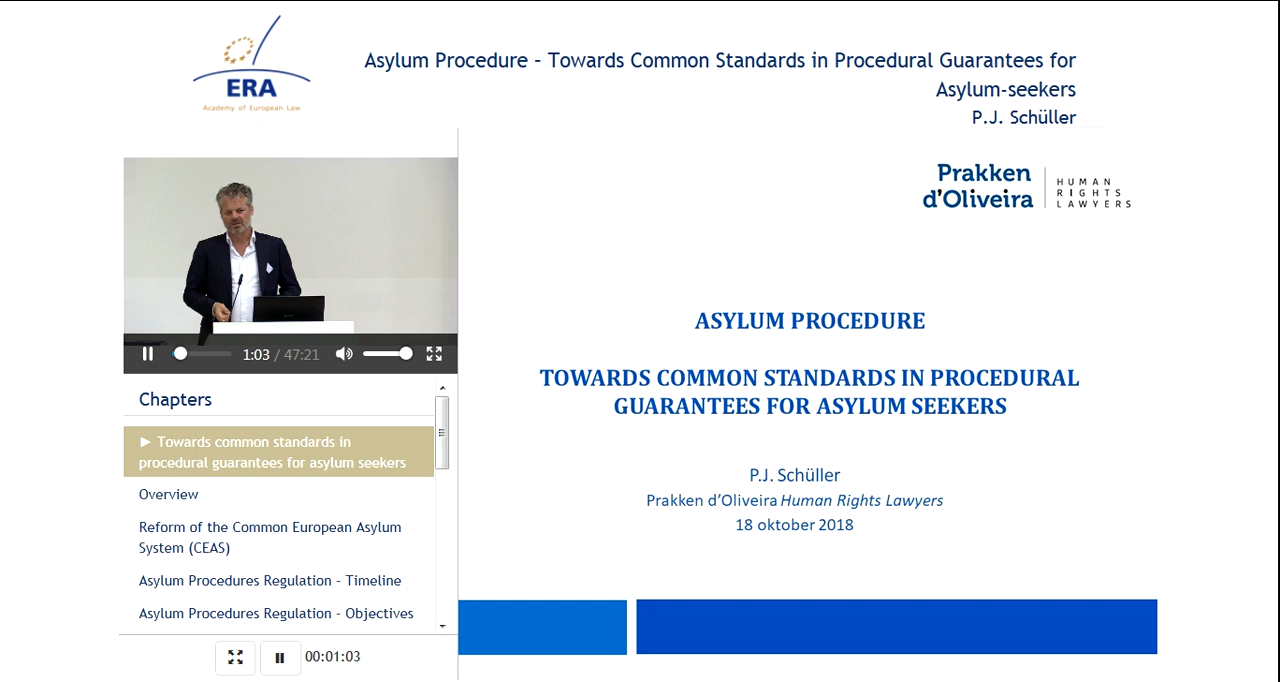 ERA
Academy of European Law
Asylum Procedure - Towards Common Standards in Procedural Guarantees for
Asylum-seekers
P.J. Schüller
1:03 / 47:21
Chapters
► Towards common standards in
procedural guarantees for asylum seekers
Overview
Reform of the Common European Asylum
System (CEAS)
Asylum Procedures Regulation - Timeline
Asylum Procedures Regulation - Objectives
00:01:03
Prakken
d'Oliveira
HUMAN
RIGHTS
LAWYERS
ASYLUM PROCEDURE
TOWARDS COMMON STANDARDS IN PROCEDURAL
GUARANTEES FOR ASYLUM SEEKERS
P.J. Schüller
Prakken d'Oliveira Human Rights Lawyers
18 oktober 2018